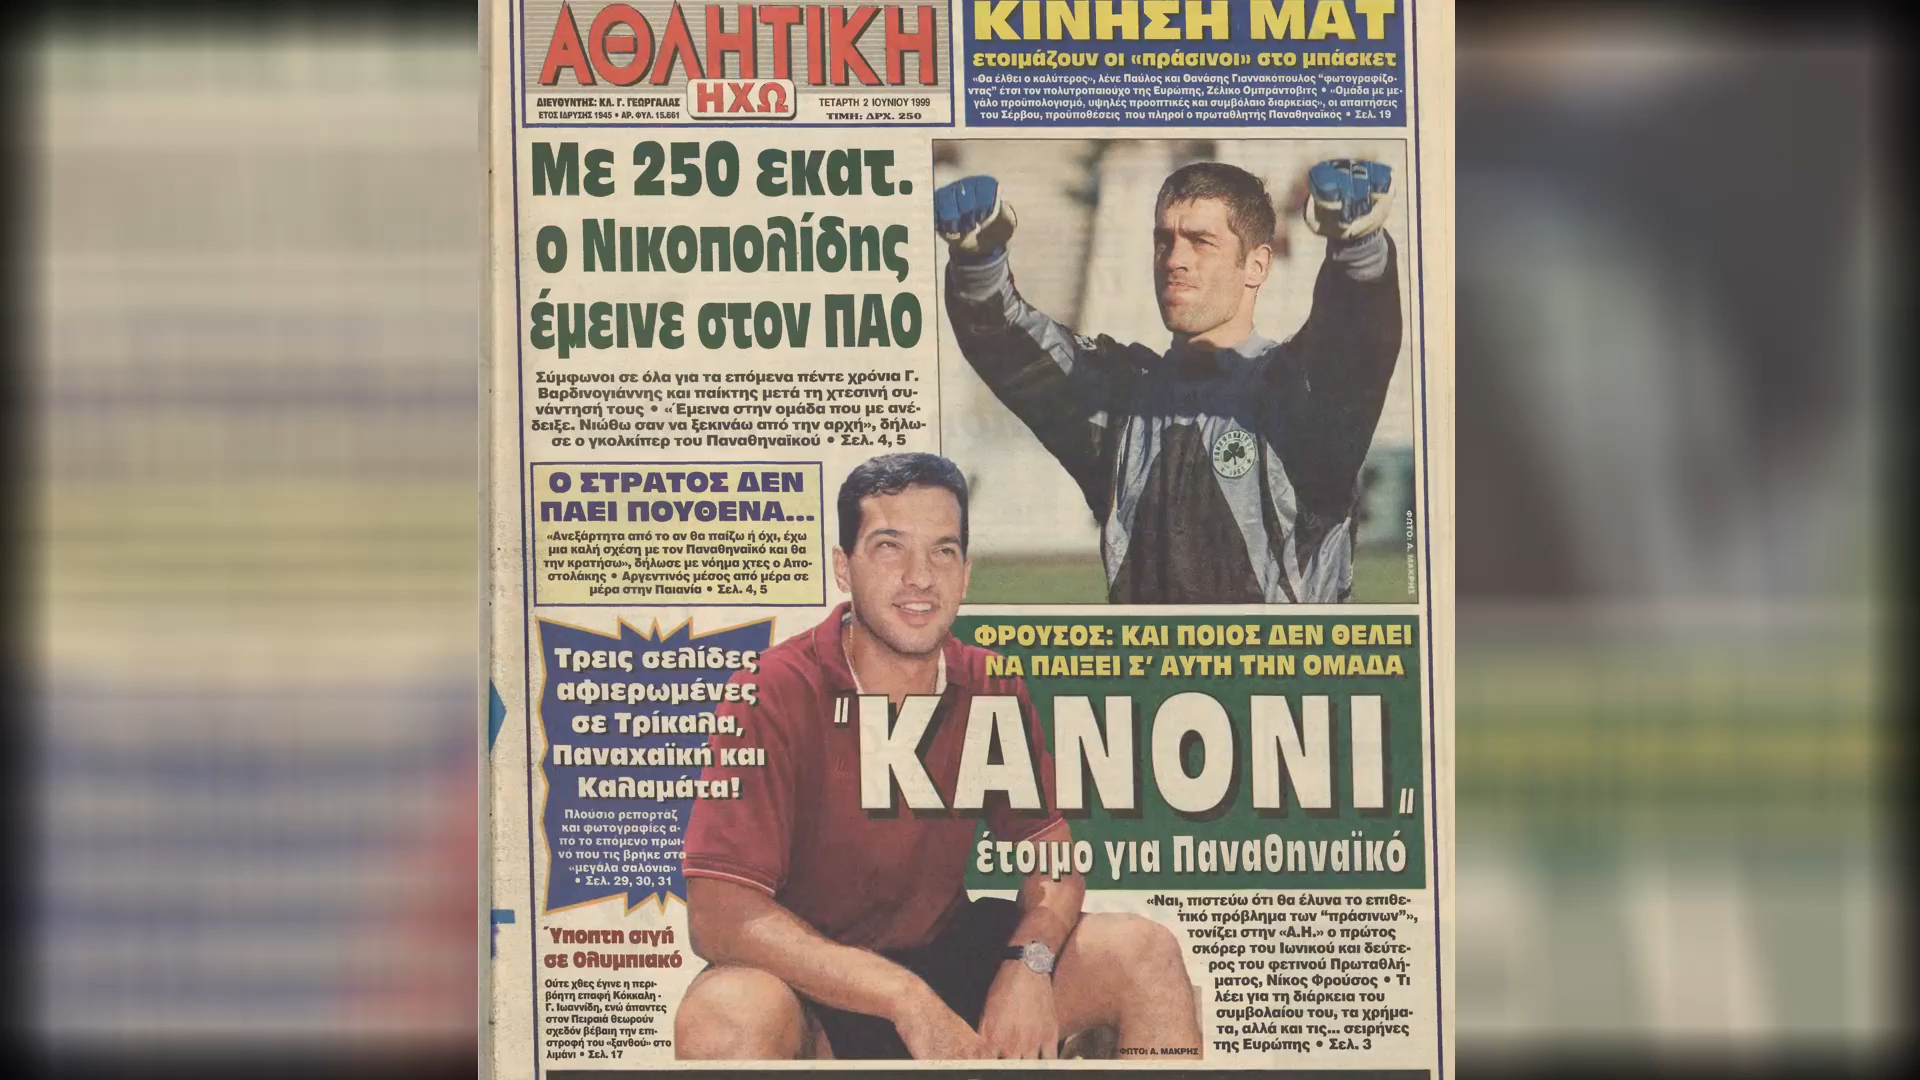 ΑΘΛΗΤΙΚΗ
ΗΧΩ
ΔΙΕΥΘΥΝΤΗΣ: ΚΛ. Γ. ΓΕΩΡΓΑΛΑΣ
ΕΤΟΣ ΙΔΡΥΣΗΣ 1945 • ΑΡ. ΦΥΛ. 15.661
ΤΕΤΑΡΤΗ 2 ΙΟΥΝΙΟΥ 1999
ΤΙΜΗ: ΔΡΧ. 250
ΚΙΝΗΣΗ ΜΑΤ
ετοιμάζουν οι «πράσινοι» στο μπάσκετ
«Θα έλθει ο καλύτερος», λένε Παύλος και Θανάσης Γιαννακόπουλος "φωτογραφίζο-
ντας" έτσι τον πολυτροπαιούχο της Ευρώπης, Ζέλικο Ομπράντοβιτς • «Ομάδα με με-
γάλο προϋπολογισμό, υψηλές προοπτικές και συμβόλαιο διαρκείας», οι απαιτήσεις
του Σέρβου, προϋποθέσεις που πληροί ο πρωταθλητής Παναθηναϊκός • Σελ. 19
Με 250 εκατ.
ο Νικοπολίδης
έμεινε στον ΠΑΟ
Σύμφωνοι σε όλα για τα επόμενα πέντε χρόνια Γ.
Βαρδινογιάννης και παίκτης μετά τη χτεσινή συ-
νάντησή τους • «Έμεινα στην ομάδα που με ανέ-
δειξε. Νιώθω σαν να ξεκινάω από την αρχή», δήλω-
σε ο γκολκίπερ του Παναθηναϊκού • Σελ. 4, 5
Ο ΣΤΡΑΤΟΣ ΔΕΝ
ΠΑΕΙ ΠΟΥΘΕΝΑ...
«Ανεξάρτητα από το αν θα παίζω ή όχι, έχω
μια καλή σχέση με τον Παναθηναϊκό και θα
την κρατήσω», δήλωσε με νόημα χτες ο Απο-
στολάκης • Αργεντινός μέσος από μέρα σε
μέρα στην Παιανία • Σελ. 4, 5
ΦΩΤΟ: Α. ΜΑΚΡΗΣ
Τρεις σελίδες
αφιερωμένες
σε Τρίκαλα,
Παναχαϊκή και
Καλαμάτα!
Πλούσιο ρεπορτάζ
και φωτογραφίες α-
πό το επόμενο πρωι-
νό που τις βρήκε στα
«μεγάλα σαλόνια»
• Σελ. 29, 30, 31
Ύποπτη σιγή
σε Ολυμπιακό
Ούτε χθες έγινε η περι-
βόητη επαφή Κόκκαλη -
Γ. Ιωαννίδη, ενώ άπαντες
στον Πειραιά θεωρούν
σχεδόν βέβαιη την επι-
στροφή του «ξανθού» στο
λιμάνι • Σελ. 17
ΦΡΟΥΣΟΣ: ΚΑΙ ΠΟΙΟΣ ΔΕΝ ΘΕΛΕΙ
ΝΑ ΠΑΙΞΕΙ Σ' ΑΥΤΗ ΤΗΝ ΟΜΑΔΑ
"ΚΑΝΟΝΙ"
έτοιμο για Παναθηναϊκό
«Ναι, πιστεύω ότι θα έλυνα το επιθε-
τικό πρόβλημα των "πράσινων"»,
τονίζει στην «Α.Η.» ο πρώτος
σκόρερ του Ιωνικού και δεύτε-
ρος του φετινού Πρωταθλή-
ματος, Νίκος Φρούσος • Τι
λέει για τη διάρκεια του
συμβολαίου του, τα χρήμα-
τα, αλλά και τις... σειρήνες
της Ευρώπης • Σελ. 3
ΦΩΤΟ: Α. ΜΑΚΡΗΣ